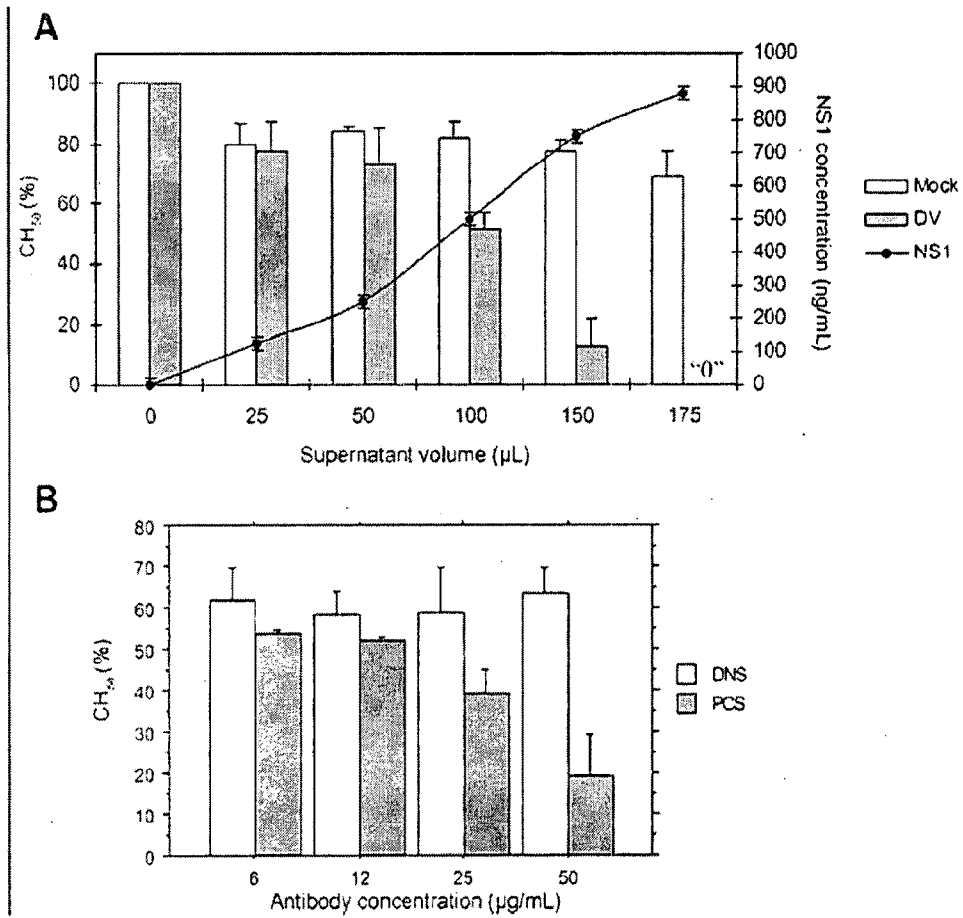 A
CH50 (%)
100
80
60
40
20
0
1000
900
800
700
600
500
400
300
200
100
0
NS1 concentration (ng/mL)
"0"
0 25 50 100 150 175
Supernatant volume (µL)
Mock
DV
NS1
B
CH50 (%)
80
70
60
50
40
30
20
10
0
6 12 25 50
Antibody concentration (µg/mL)
DNS
PCS